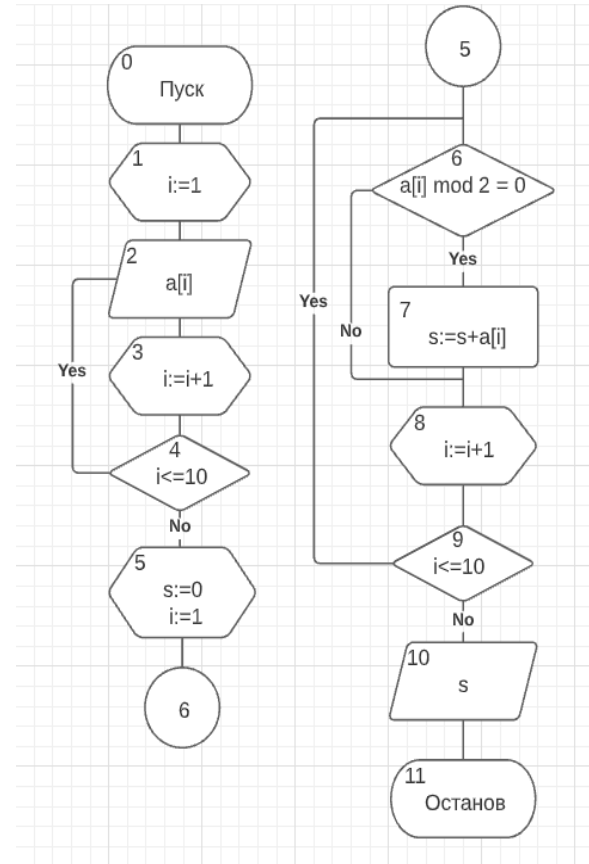 0
Пуск
1
i:=1
2
a[i]
3
i:=i+1
Yes
4
i<=10
No
5
s:=0
i:=1
6
5
6
a[i] mod 2 = 0
Yes
Yes
No
7
s:=s+a[i]
8
i:=i+1
9
i<=10
No
10
s
11
Останов